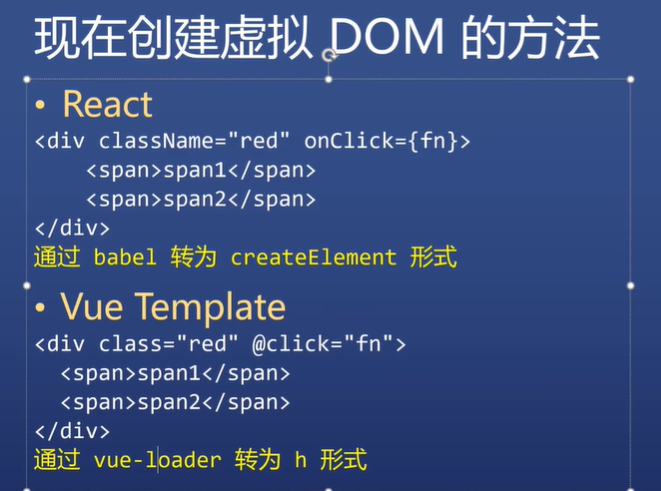 现在创建虚拟 DOM 的方法
• React
<div className="red" onClick={fn}>
    <span>span1</span>
    <span>span2</span>
</div>
通过 babel 转为 createElement 形式
• Vue Template
<div class="red" @click="fn">
  <span>span1</span>
  <span>span2</span>
</div>
通过 vue-loader 转为 h 形式